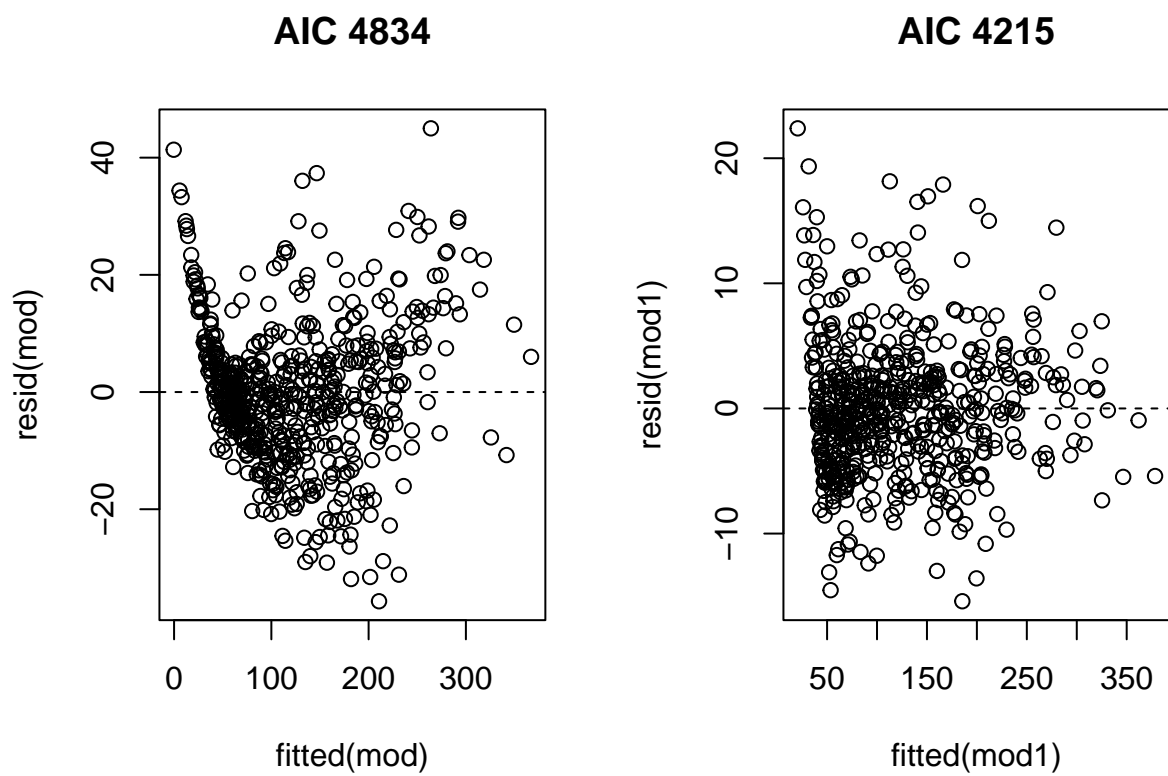 AIC 4834
40
20
0
−20
resid(mod)
0 100 200 300
fitted(mod)
AIC 4215
20
10
0
−10
resid(mod1)
50 150 250 350
fitted(mod1)